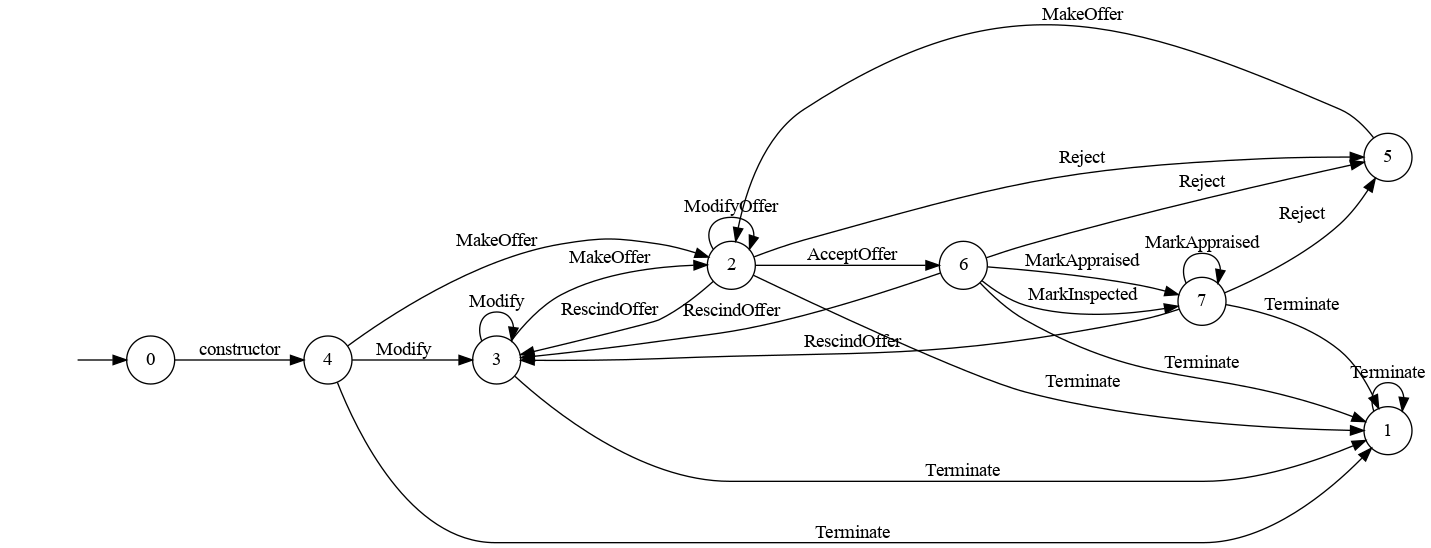 MakeOffer
5
Reject
Reject
ModifyOffer
Reject
MakeOffer
MarkAppraised
MakeOffer
AcceptOffer
MarkAppraised
2
6
MarkInspected
7
Modify
RescindOffer
RescindOffer
Terminate
RescindOffer
constructor
Modify
0
4
3
Terminate
Terminate
Terminate
1
Terminate
Terminate